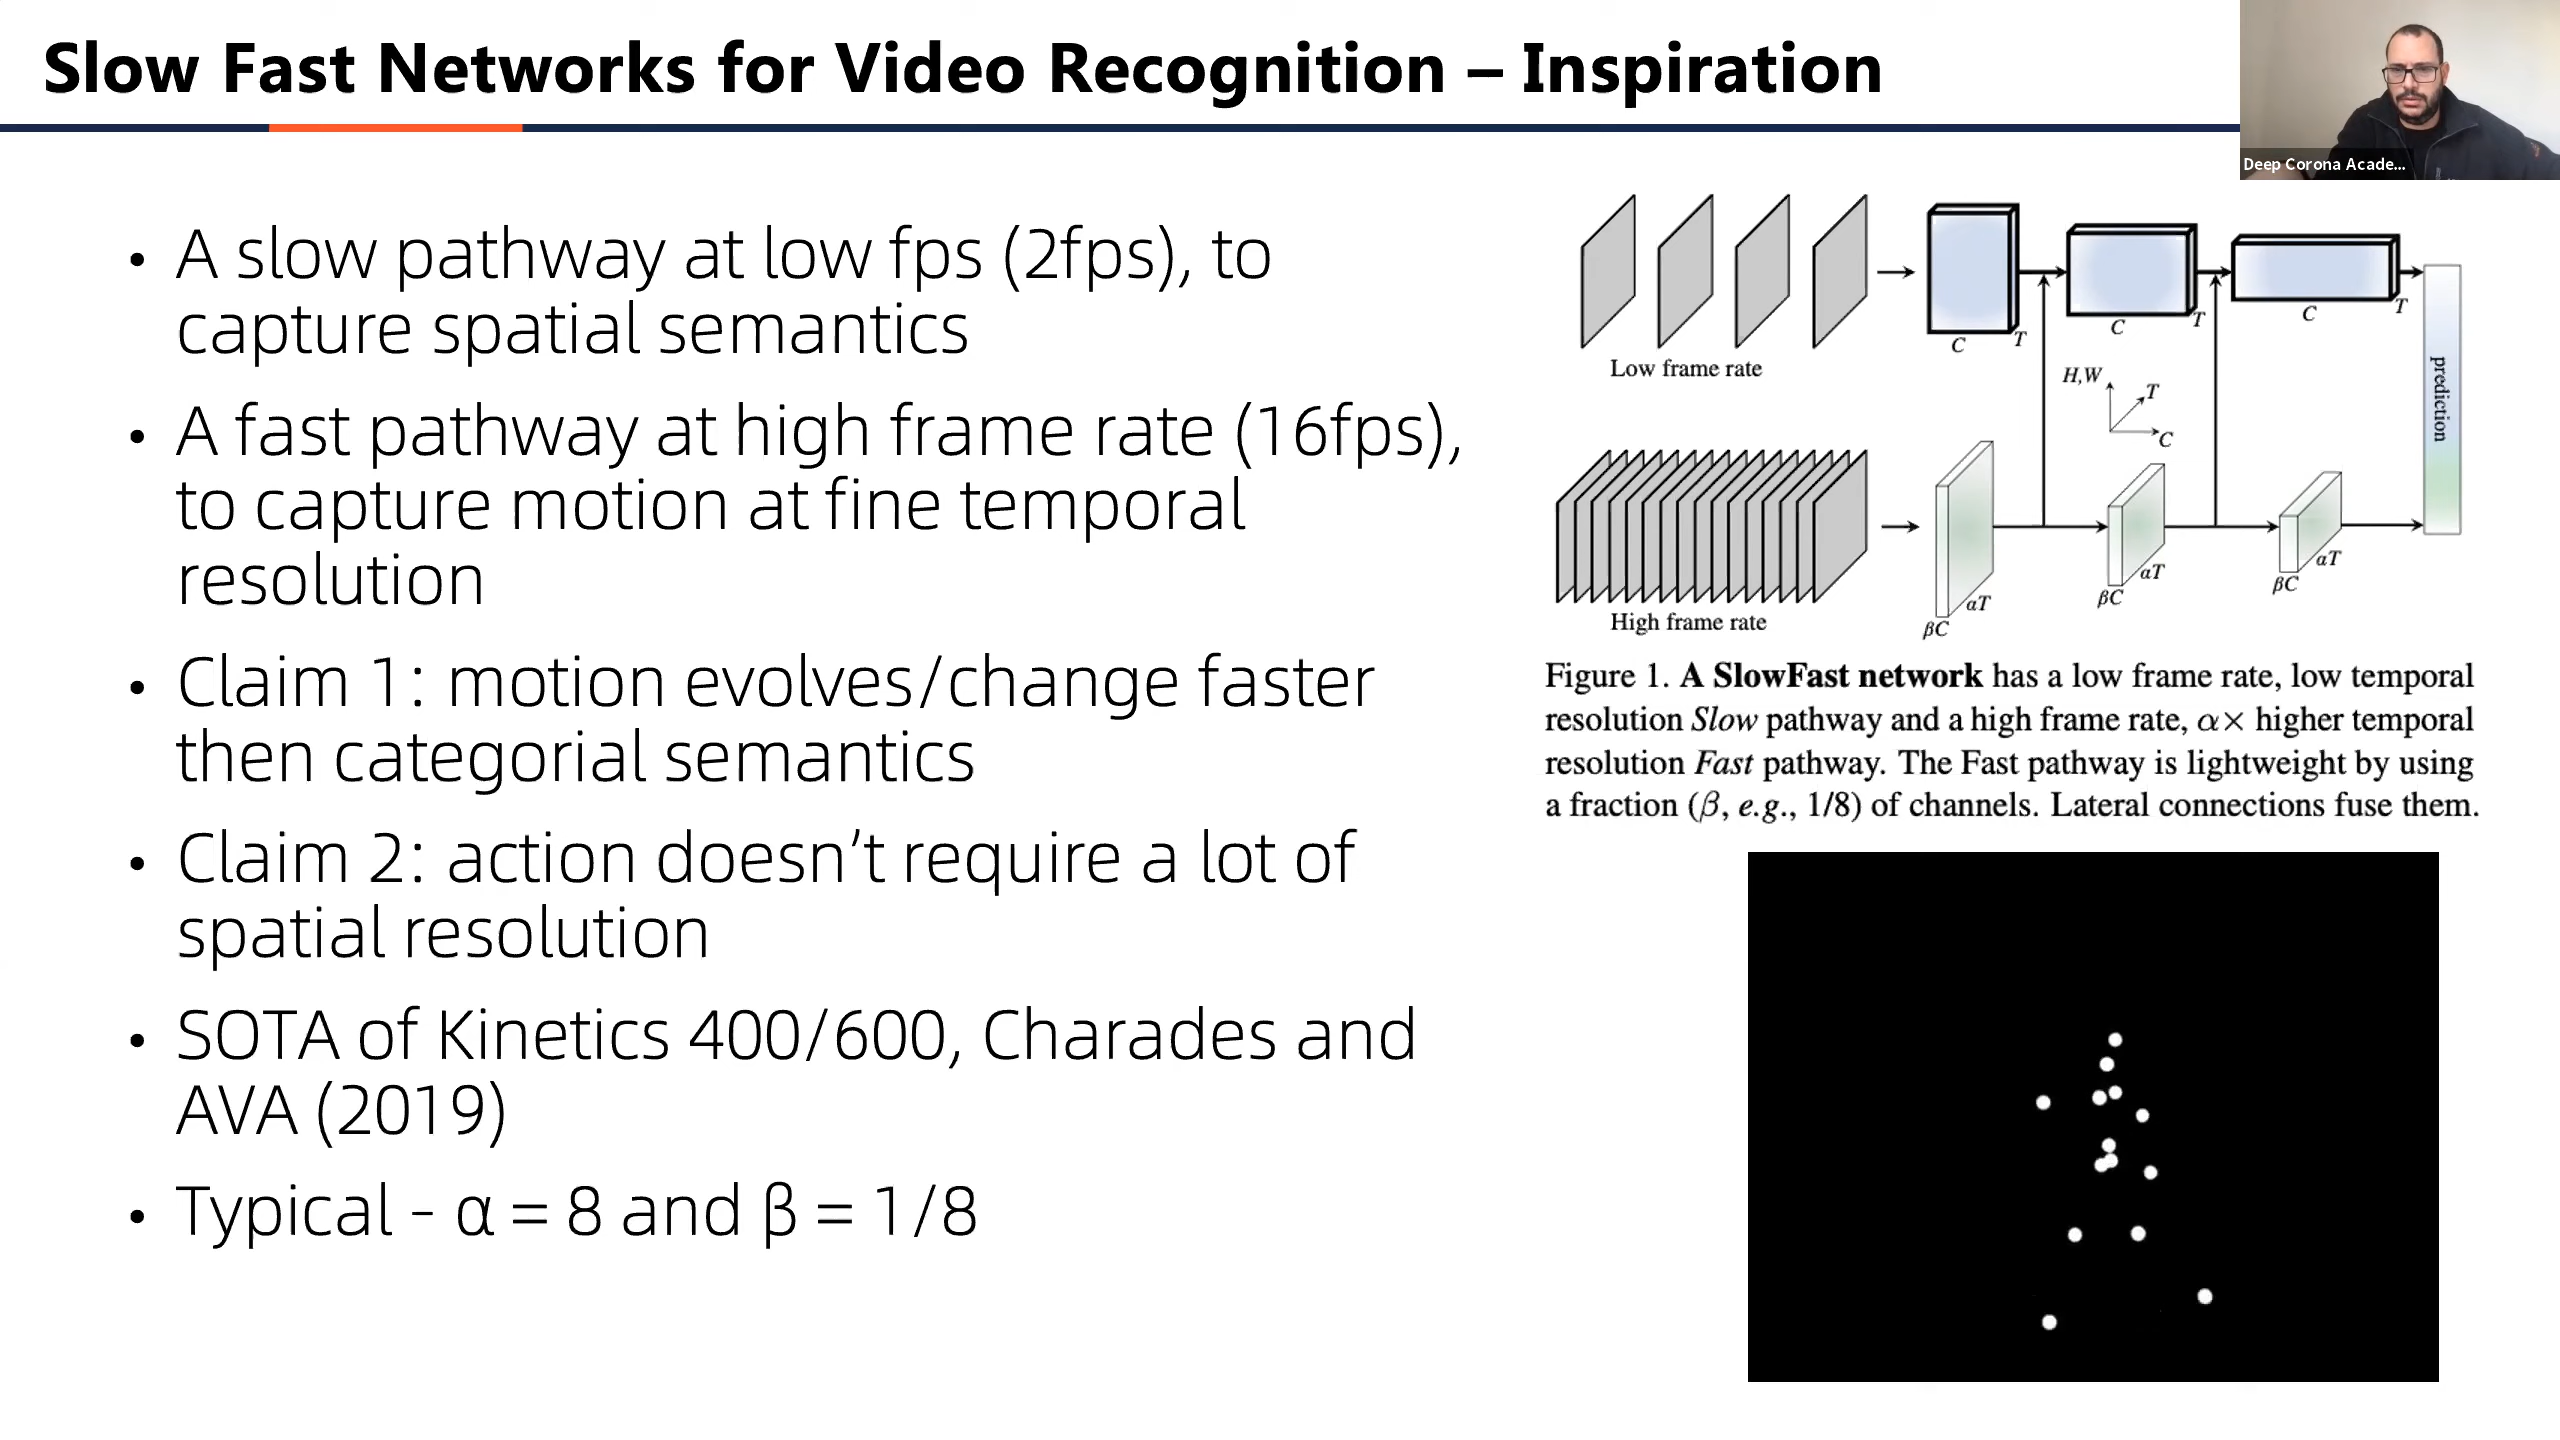 Slow Fast Networks for Video Recognition – Inspiration
Deep Corona Acade...
• A slow pathway at low fps (2fps), to
capture spatial semantics
• A fast pathway at high frame rate (16fps),
to capture motion at fine temporal
resolution
• Claim 1: motion evolves/change faster
then categorial semantics
• Claim 2: action doesn’t require a lot of
spatial resolution
• SOTA of Kinetics 400/600, Charades and
AVA (2019)
• Typical - α = 8 and β = 1/8
Low frame rate
C
T
C
T
C
T
H,W
T
C
prediction
High frame rate
βC
αT
βC
αT
βC
αT
Figure 1. A SlowFast network has a low frame rate, low temporal
resolution Slow pathway and a high frame rate, α× higher temporal
resolution Fast pathway. The Fast pathway is lightweight by using
a fraction (β, e.g., 1/8) of channels. Lateral connections fuse them.